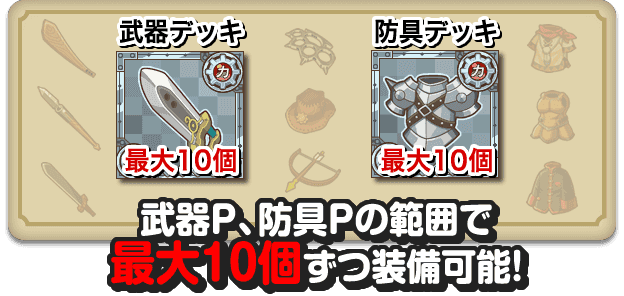 武器デッキ
防具デッキ
力
力
最大10個
最大10個
武器P、防具Pの範囲で
最大10個ずつ装備可能!